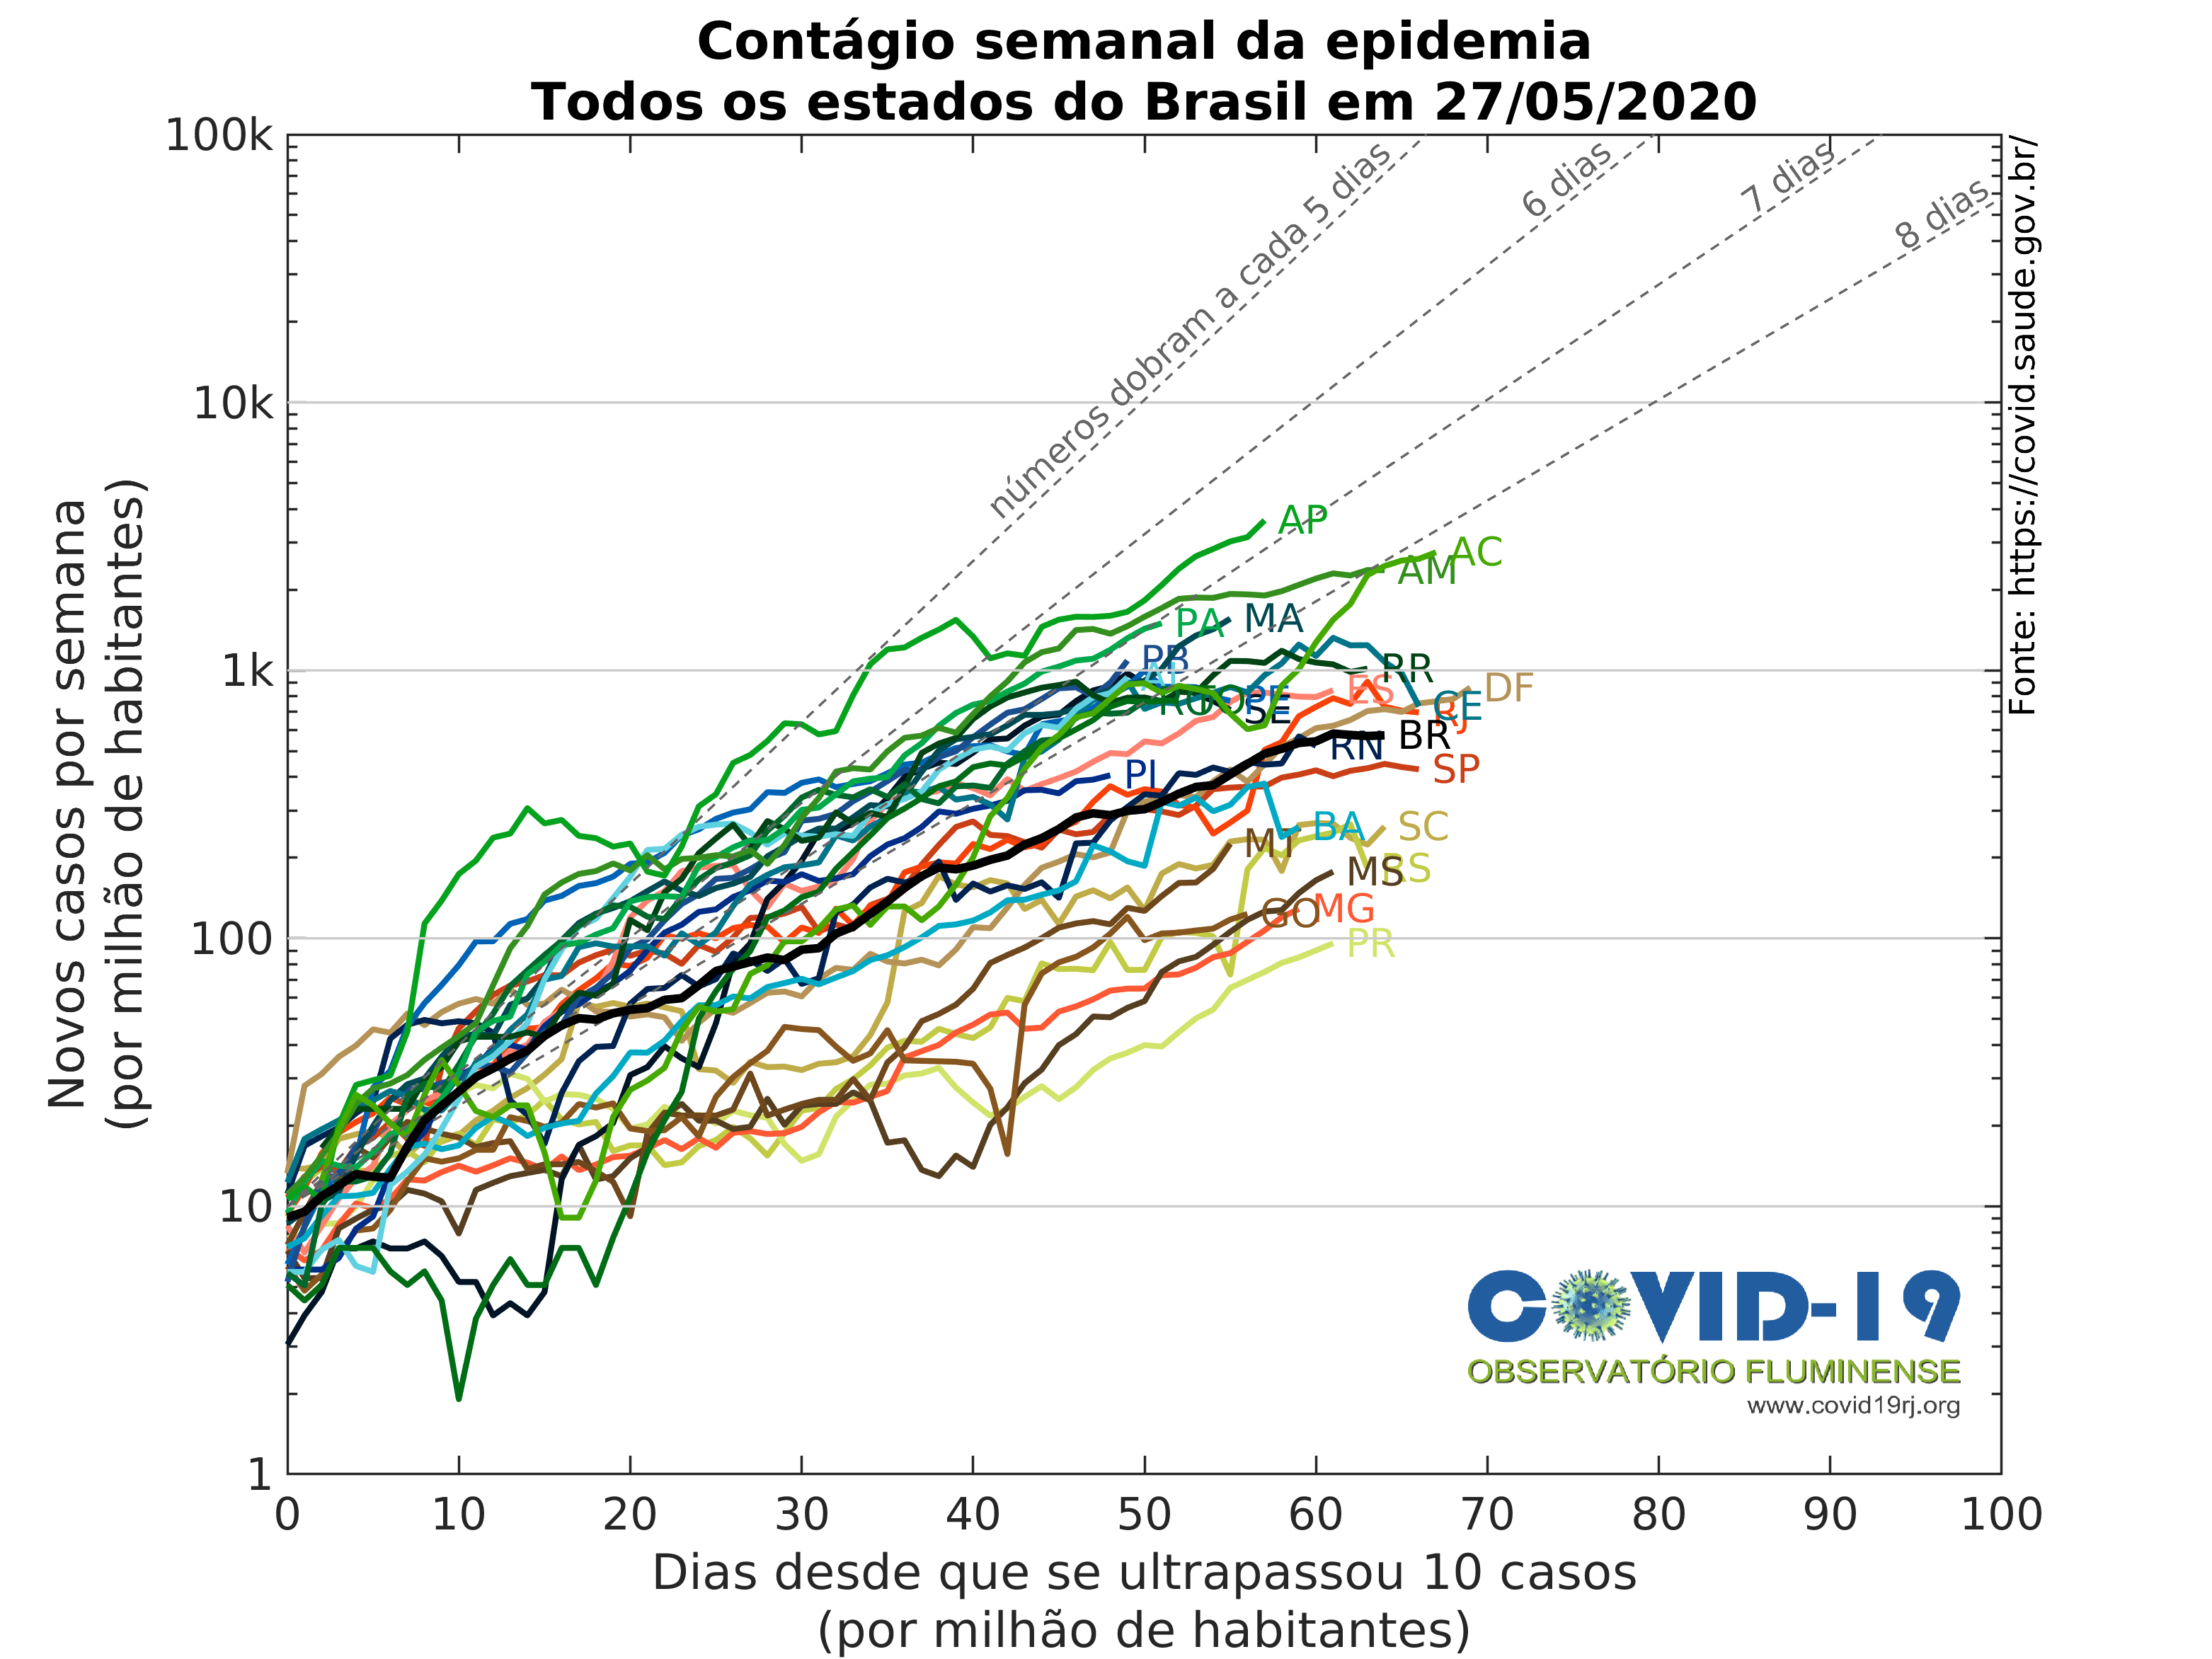 Contágio semanal da epidemia
Todos os estados do Brasil em 27/05/2020
Novos casos por semana
(por milhão de habitantes)
100k
10k
1k
100
10
1
números dobram a cada 5 dias
6 dias
7 dias
8 dias
Fonte: https://covid.saude.gov.br/
AP
AC
AM
PA
MA
PB
AL
RR
ES
DF
RO
TO
PE
SE
CE
RJ
BR
RN
SP
PI
BA
SC
MT
MS
RS
MG
GO
PR
COVID-19
OBSERVATÓRIO FLUMINENSE
www.covid19rj.org
0 10 20 30 40 50 60 70 80 90 100
Dias desde que se ultrapassou 10 casos
(por milhão de habitantes)